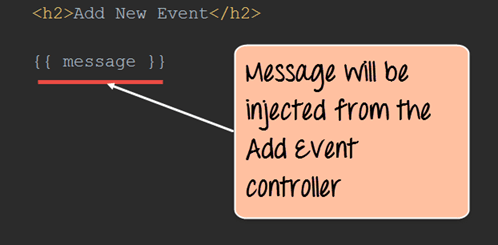 <h2>Add New Event</h2>
{{ message }}
Message will be
injected from the
Add Event
controller